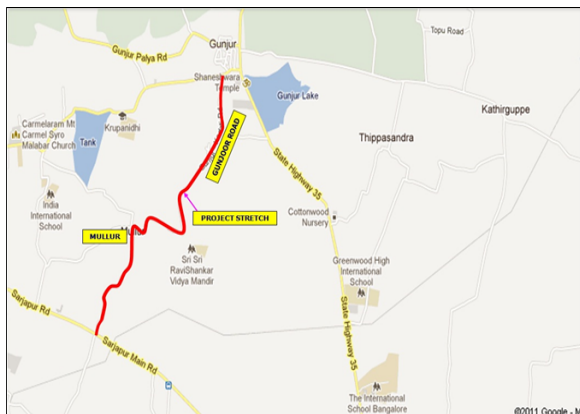 Topu Road
Gunjur
Gunjur Palya Rd
Shaneshwara
Temple
Gunjur Lake
Kathirguppe
Carmelaram Mt
Carmel Syro
Malabar Church
Krupanidhi
Tank
GUNJOOR ROAD
Thippasandra
State Highway 35
India
International
School
PROJECT STRETCH
Cottonwood
Nursery
MULLUR
Sri Sri
RaviShankar
Vidya Mandir
Greenwood High
International
School
Sarjapur Rd
State Highway 35
Sarjapur Main Rd
The International
School Bangalore
©2011 Google - M